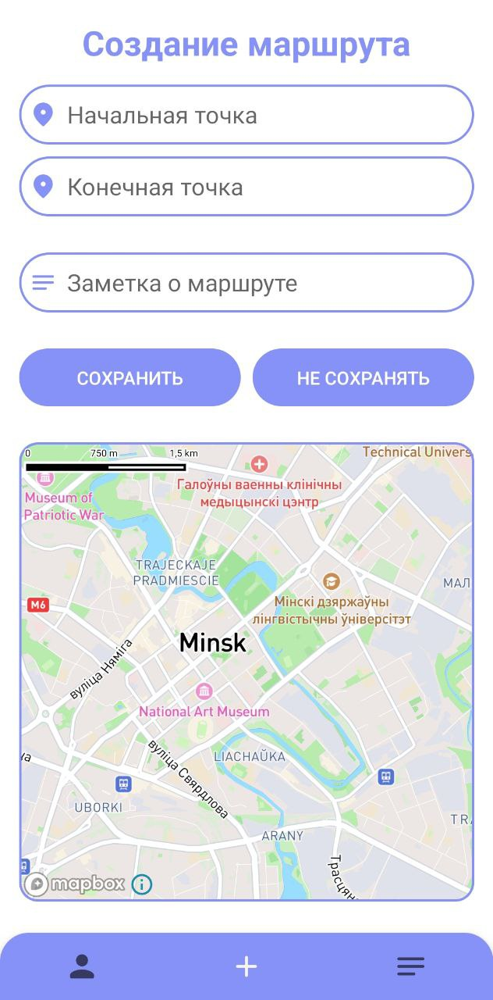 Создание маршрута
Начальная точка
Конечная точка
Заметка о маршруте
СОХРАНИТЬ
НЕ СОХРАНЯТЬ
0 750 m 1,5 km
Technical Univers
Museum of
Patriotic War
Галоўны ваенны клінічны
медыцынскі цэнтр
TRAJECKAJE
PRADMIESCIE
МАЛ
M6
Мінскі дзяржаўны
лінгвістычны ўніверсітэт
Minsk
вуліца Няміга
National Art Museum
вуліца Свярдлова
LIACHAŬKA
ча
UBORKI
TR
ARANY
Трасцян
mapbox